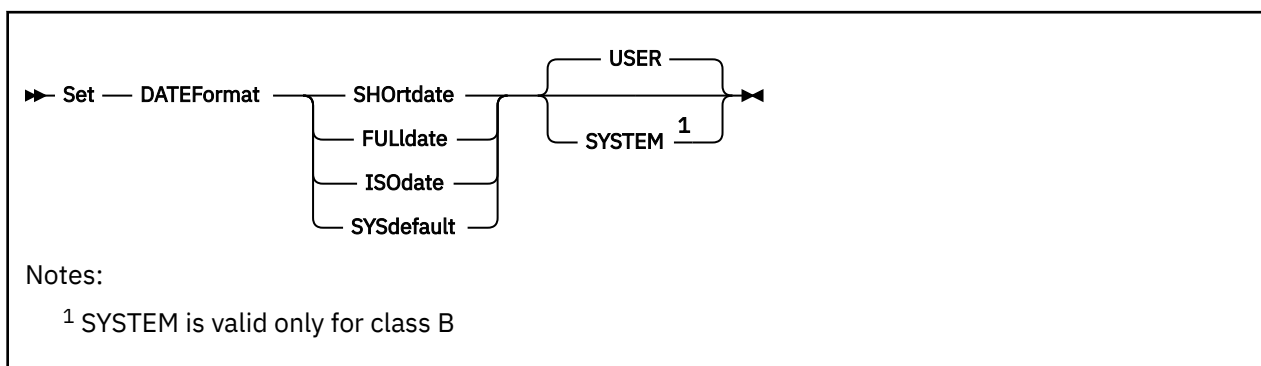 USER
Set DATEFormat SHOrtdate
FULldate
SYSTEM 1
ISOdate
SYSdefault
Notes:
1 SYSTEM is valid only for class B